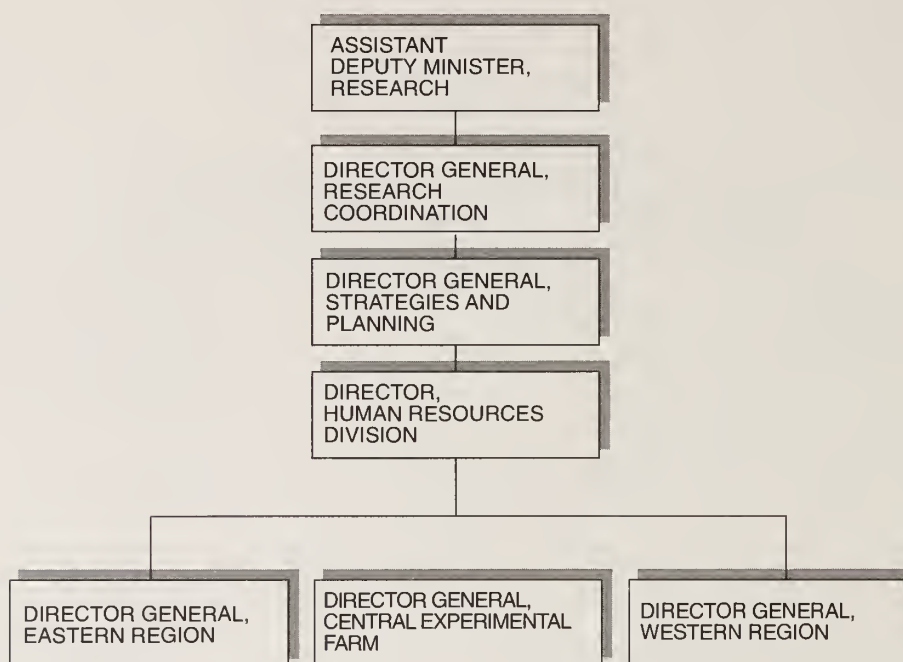 ASSISTANT
DEPUTY MINISTER,
RESEARCH
DIRECTOR GENERAL,
RESEARCH
COORDINATION
DIRECTOR GENERAL,
STRATEGIES AND
PLANNING
DIRECTOR,
HUMAN RESOURCES
DIVISION
DIRECTOR GENERAL,
EASTERN REGION
DIRECTOR GENERAL,
CENTRAL EXPERIMENTAL
FARM
DIRECTOR GENERAL,
WESTERN REGION